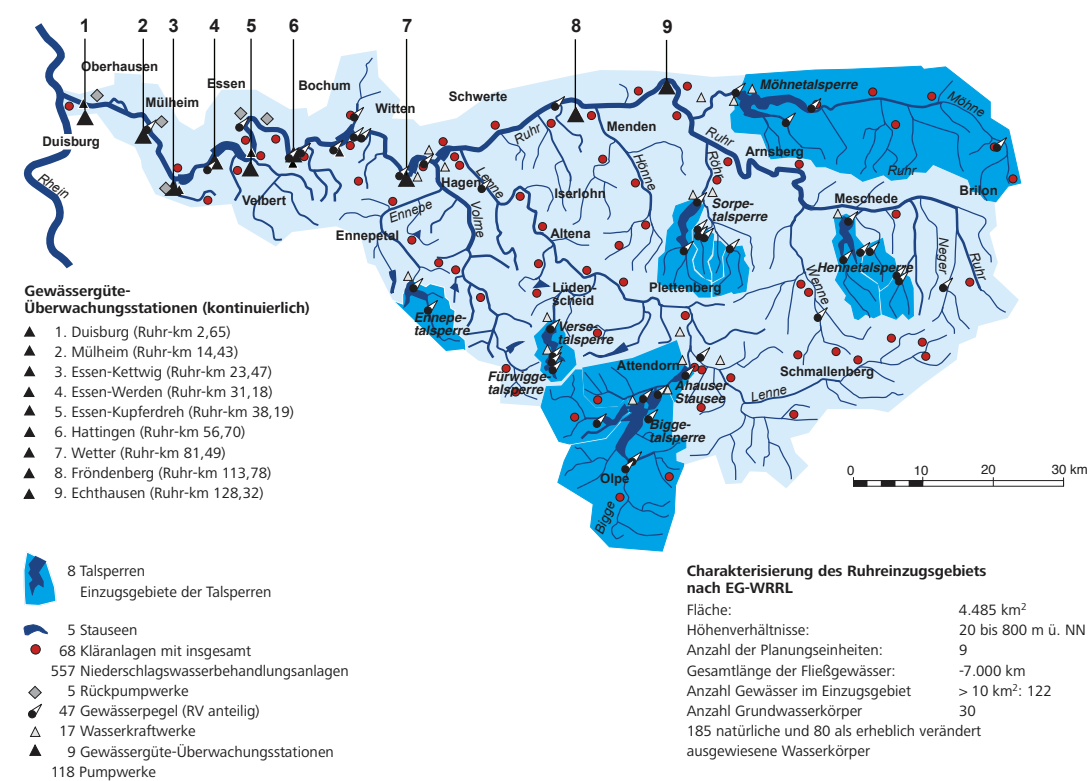 1 2 3 4 5 6 7 8 9
Oberhausen
Mülheim
Essen
Bochum
Witten
Schwerte
Möhnetalsperre
Möhne
Duisburg
Rhein
Velbert
Hagen
Lenne
Ruhr
Menden
Ruhr
Röhr
Arnsberg
Ruhr
Brilon
Ennepe
Volme
Iserlohn
Hönne
Sorpe-
talsperre
Meschede
Ennepetal
Altena
Hennetalsperre
Neger
Ruhr
Wenne
Plettenberg
Lüden-
scheid
Ennepe-
talsperre
Verse-
talsperre
Fürwigge-
talsperre
Attendorn
Ahauser
Stausee
Schmallenberg
Lenne
Bigge-
talsperre
Olpe
Bigge
0 10 20 30 km
Gewässergüte-
Überwachungsstationen (kontinuierlich)
1. Duisburg (Ruhr-km 2,65)
2. Mülheim (Ruhr-km 14,43)
3. Essen-Kettwig (Ruhr-km 23,47)
4. Essen-Werden (Ruhr-km 31,18)
5. Essen-Kupferdreh (Ruhr-km 38,19)
6. Hattingen (Ruhr-km 56,70)
7. Wetter (Ruhr-km 81,49)
8. Fröndenberg (Ruhr-km 113,78)
9. Echthausen (Ruhr-km 128,32)
8 Talsperren
Einzugsgebiete der Talsperren
5 Stauseen
68 Kläranlagen mit insgesamt
557 Niederschlagswasserbehandlungsanlagen
5 Rückpumpwerke
47 Gewässerpegel (RV anteilig)
17 Wasserkraftwerke
9 Gewässergüte-Überwachungsstationen
118 Pumpwerke
Charakterisierung des Ruhreinzugsgebiets
nach EG-WRRL
Fläche: 4.485 km²
Höhenverhältnisse: 20 bis 800 m ü. NN
Anzahl der Planungseinheiten: 9
Gesamtlänge der Fließgewässer: -7.000 km
Anzahl Gewässer im Einzugsgebiet > 10 km²: 122
Anzahl Grundwasserkörper 30
185 natürliche und 80 als erheblich verändert
ausgewiesene Wasserkörper